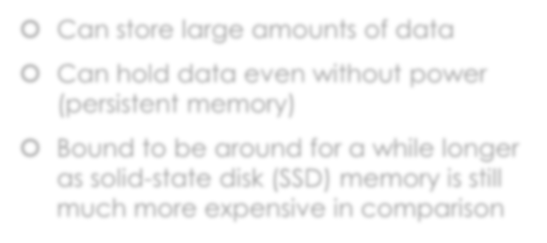 Can store large amounts of data
Can hold data even without power
(persistent memory)
Bound to be around for a while longer
as solid-state disk (SSD) memory is still
much more expensive in comparison